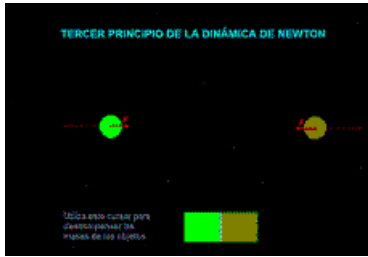 TERCER PRINCIPIO DE LA DINÁMICA DE NEWTON
F
F
Utiliza este cursor para
descompensar las
masas de los objetos